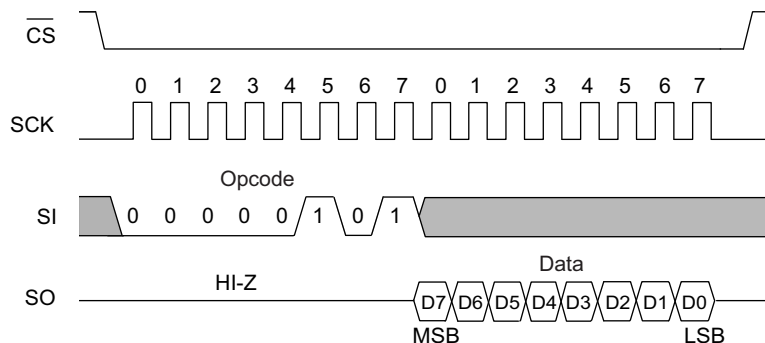 CS
0 1 2 3 4 5 6 7 0 1 2 3 4 5 6 7
SCK
Opcode
SI 0 0 0 0 0 1 0 1
HI-Z Data
SO D7 D6 D5 D4 D3 D2 D1 D0
MSB LSB